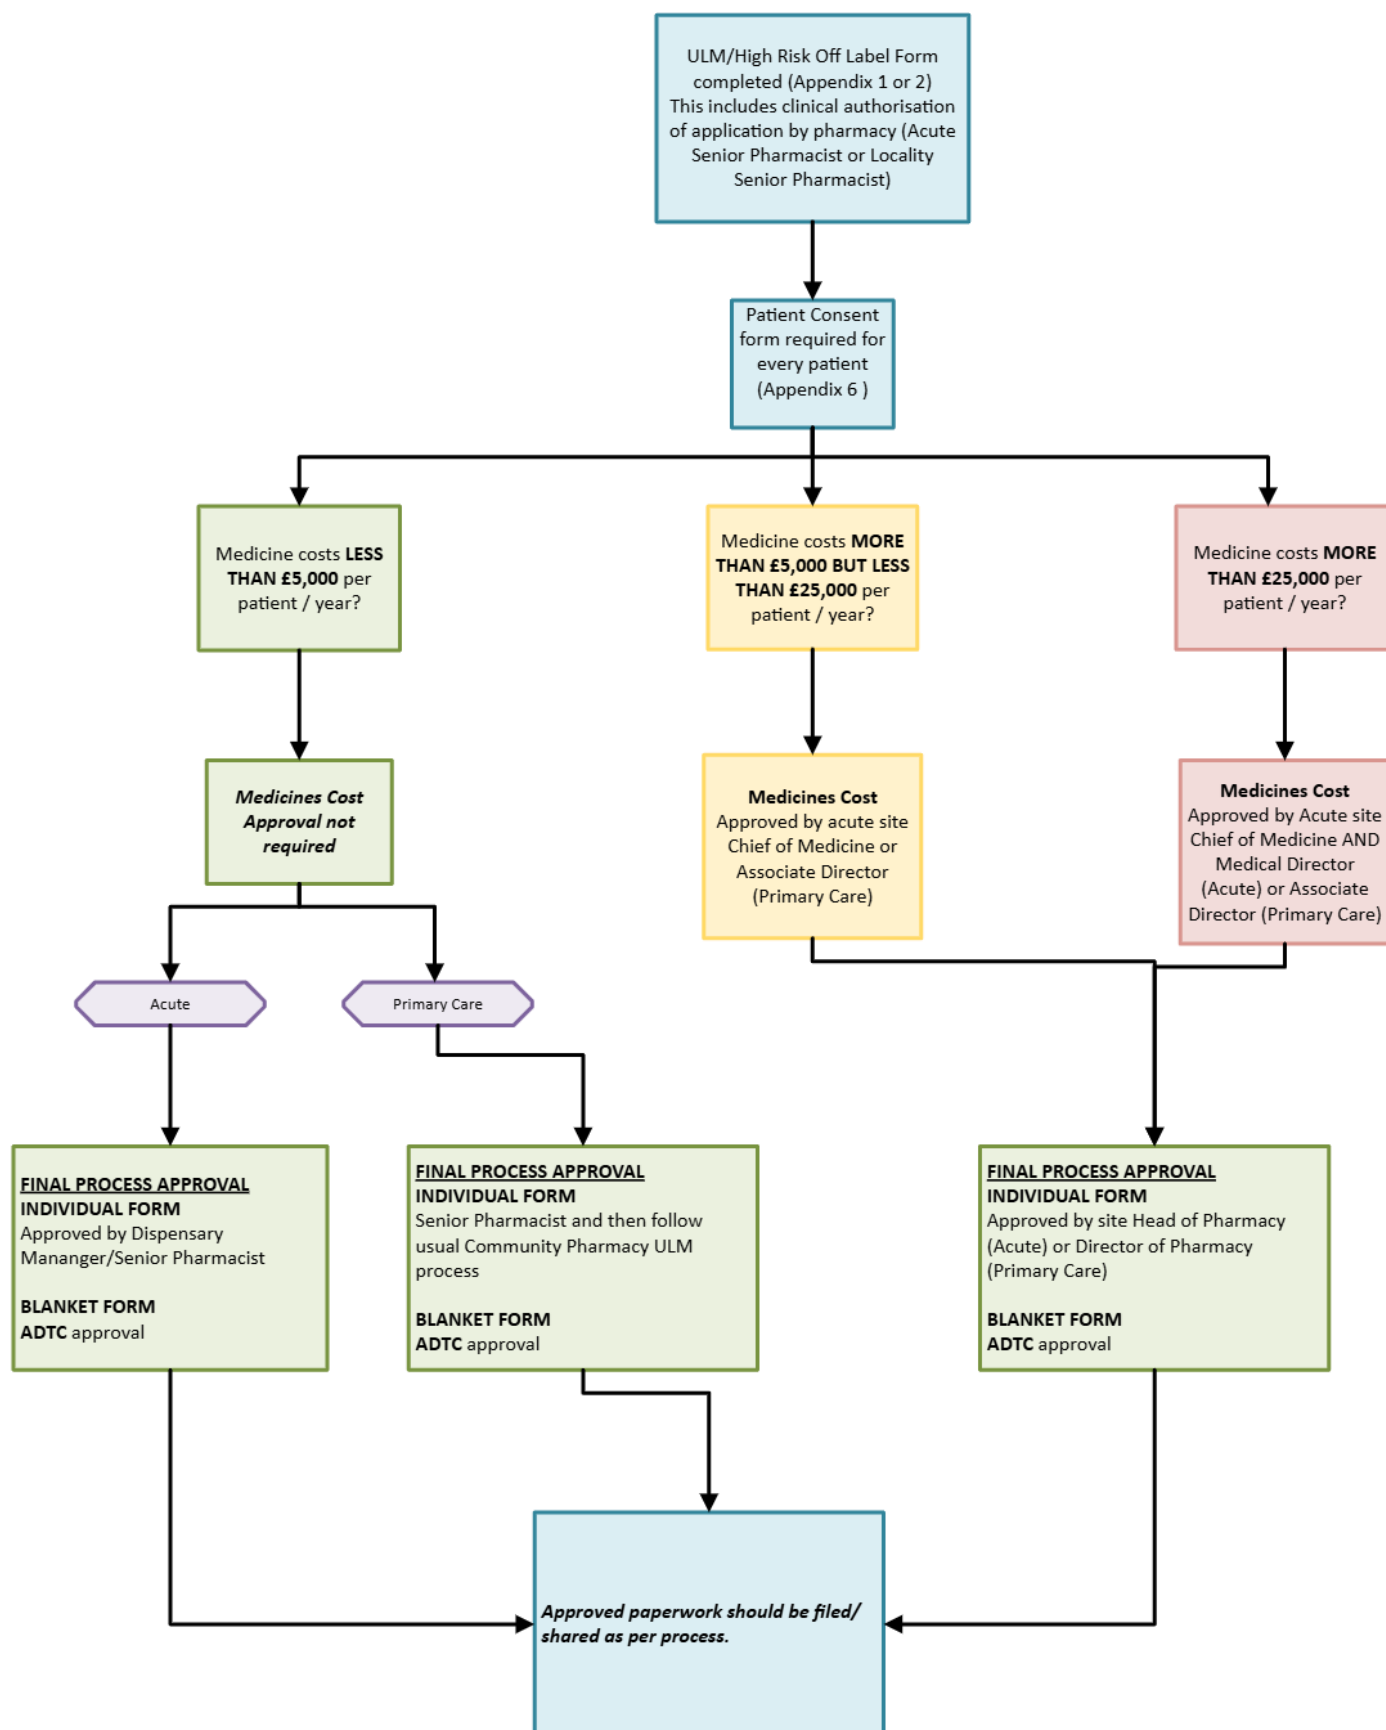 ULM/High Risk Off Label Form
completed (Appendix 1 or 2)
This includes clinical authorisation
of application by pharmacy (Acute
Senior Pharmacist or Locality
Senior Pharmacist)
Patient Consent
form required for
every patient
(Appendix 6 )
Medicine costs LESS
THAN £5,000 per
patient / year?
Medicine costs MORE
THAN £5,000 BUT LESS
THAN £25,000 per
patient / year?
Medicine costs MORE
THAN £25,000 per
patient / year?
Medicines Cost
Approval not
required
Medicines Cost
Approved by acute site
Chief of Medicine or
Associate Director
(Primary Care)
Medicines Cost
Approved by Acute site
Chief of Medicine AND
Medical Director
(Acute) or Associate
Director (Primary Care)
Acute
Primary Care
FINAL PROCESS APPROVAL
INDIVIDUAL FORM
Approved by Dispensary
Mananger/Senior Pharmacist
BLANKET FORM
ADTC approval
FINAL PROCESS APPROVAL
INDIVIDUAL FORM
Senior Pharmacist and then follow
usual Community Pharmacy ULM
process
BLANKET FORM
ADTC approval
FINAL PROCESS APPROVAL
INDIVIDUAL FORM
Approved by site Head of Pharmacy
(Acute) or Director of Pharmacy
(Primary Care)
BLANKET FORM
ADTC approval
Approved paperwork should be filed/
shared as per process.